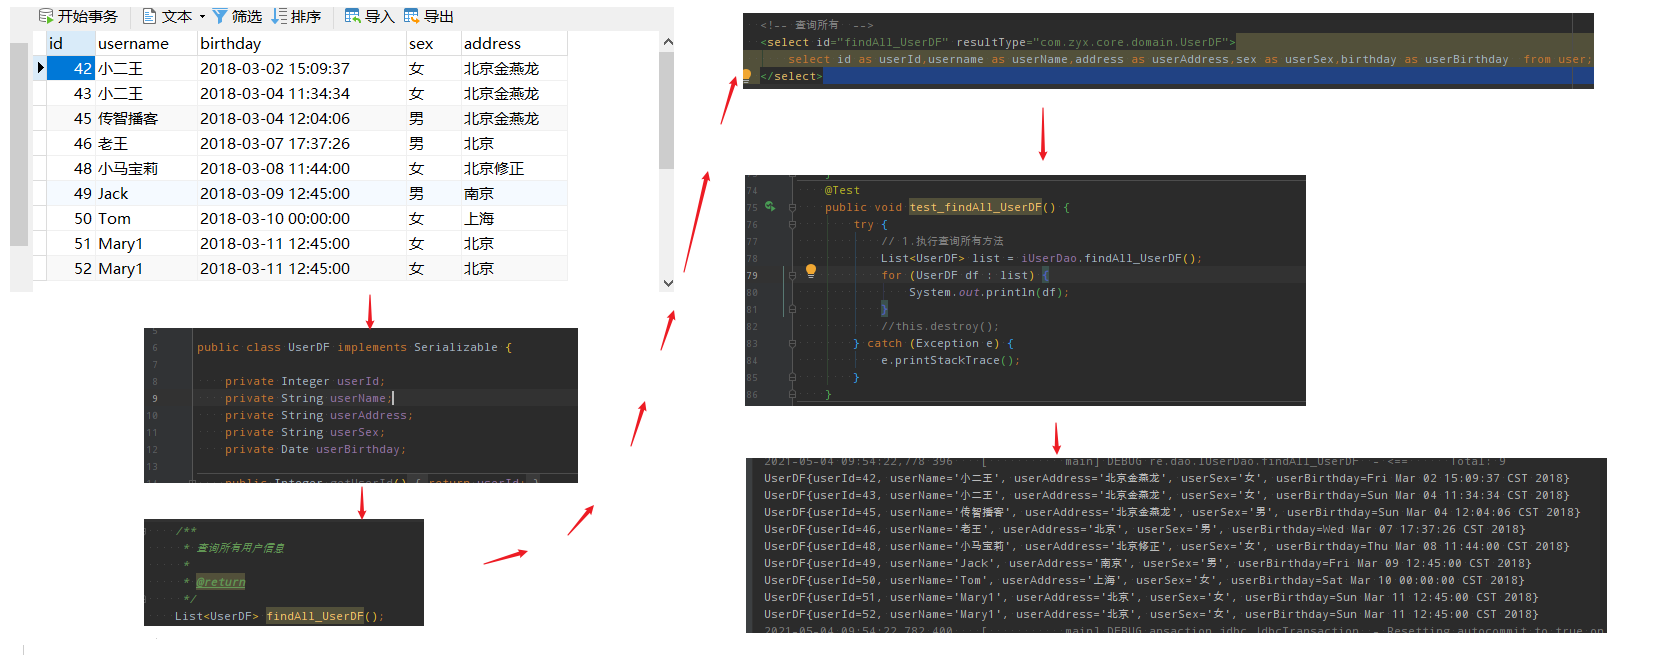 开始事务 文本 筛选 排序 导入 导出
id username birthday sex address
42 小二王 2018-03-02 15:09:37 女 北京金燕龙
43 小二王 2018-03-04 11:34:34 女 北京金燕龙
45 传智播客 2018-03-04 12:04:06 男 北京金燕龙
46 老王 2018-03-07 17:37:26 男 北京
48 小马宝莉 2018-03-08 11:44:00 女 北京修正
49 Jack 2018-03-09 12:45:00 男 南京
50 Tom 2018-03-10 00:00:00 女 上海
51 Mary1 2018-03-11 12:45:00 女 北京
52 Mary1 2018-03-11 12:45:00 女 北京
5
6 public class UserDF implements Serializable {
7
8 private Integer userId;
9 private String userName;
10 private String userAddress;
11 private String userSex;
12 private Date userBirthday;
13
public Integer getUserId() { return userId; }
/**
* 查询所有用户信息
*
* @return
*/
List<UserDF> findAll_UserDF();
<!-- 查询所有 -->
<select id="findAll_UserDF" resultType="com.zyx.core.domain.UserDF">
select id as userId,username as userName,address as userAddress,sex as userSex,birthday as userBirthday from user;
</select>
}
74 @Test
75 public void test_findAll_UserDF() {
76 try {
77 // 1.执行查询所有方法
78 List<UserDF> list = iUserDao.findAll_UserDF();
79 for (UserDF df : list) {
80 System.out.println(df);
81 }
82 //this.destroy();
83 } catch (Exception e) {
84 e.printStackTrace();
85 }
86 }
2021-05-04 09:54:22,778 396 [ main] DEBUG re.dao.IUserDao.findAll_UserDF - <== Total: 9
UserDF{userId=42, userName='小二王', userAddress='北京金燕龙', userSex='女', userBirthday=Fri Mar 02 15:09:37 CST 2018}
UserDF{userId=43, userName='小二王', userAddress='北京金燕龙', userSex='女', userBirthday=Sun Mar 04 11:34:34 CST 2018}
UserDF{userId=45, userName='传智播客', userAddress='北京金燕龙', userSex='男', userBirthday=Sun Mar 04 12:04:06 CST 2018}
UserDF{userId=46, userName='老王', userAddress='北京', userSex='男', userBirthday=Wed Mar 07 17:37:26 CST 2018}
UserDF{userId=48, userName='小马宝莉', userAddress='北京修正', userSex='女', userBirthday=Thu Mar 08 11:44:00 CST 2018}
UserDF{userId=49, userName='Jack', userAddress='南京', userSex='男', userBirthday=Fri Mar 09 12:45:00 CST 2018}
UserDF{userId=50, userName='Tom', userAddress='上海', userSex='女', userBirthday=Sat Mar 10 00:00:00 CST 2018}
UserDF{userId=51, userName='Mary1', userAddress='北京', userSex='女', userBirthday=Sun Mar 11 12:45:00 CST 2018}
UserDF{userId=52, userName='Mary1', userAddress='北京', userSex='女', userBirthday=Sun Mar 11 12:45:00 CST 2018}
2021-05-04 09:54:22,782 400 [ main] DEBUG ansaction.jdbc.JdbcTransaction - Resetting autocommit to true on